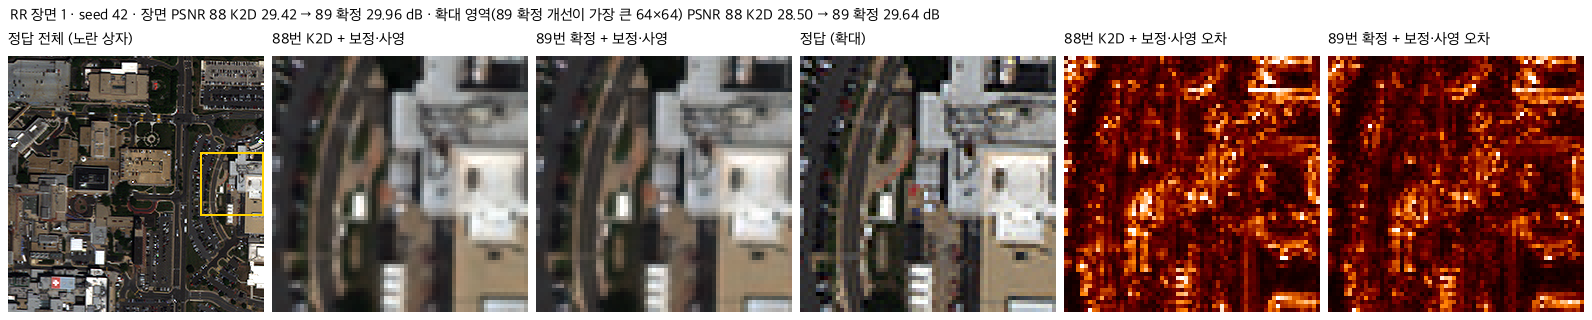 RR 장면 1 · seed 42 · 장면 PSNR 88 K2D 29.42 → 89 확정 29.96 dB · 확대 영역(89 확정 개선이 가장 큰 64×64) PSNR 88 K2D 28.50 → 89 확정 29.64 dB
정답 전체 (노란 상자)
88번 K2D + 보정·사영
89번 확정 + 보정·사영
정답 (확대)
88번 K2D + 보정·사영 오차
89번 확정 + 보정·사영 오차